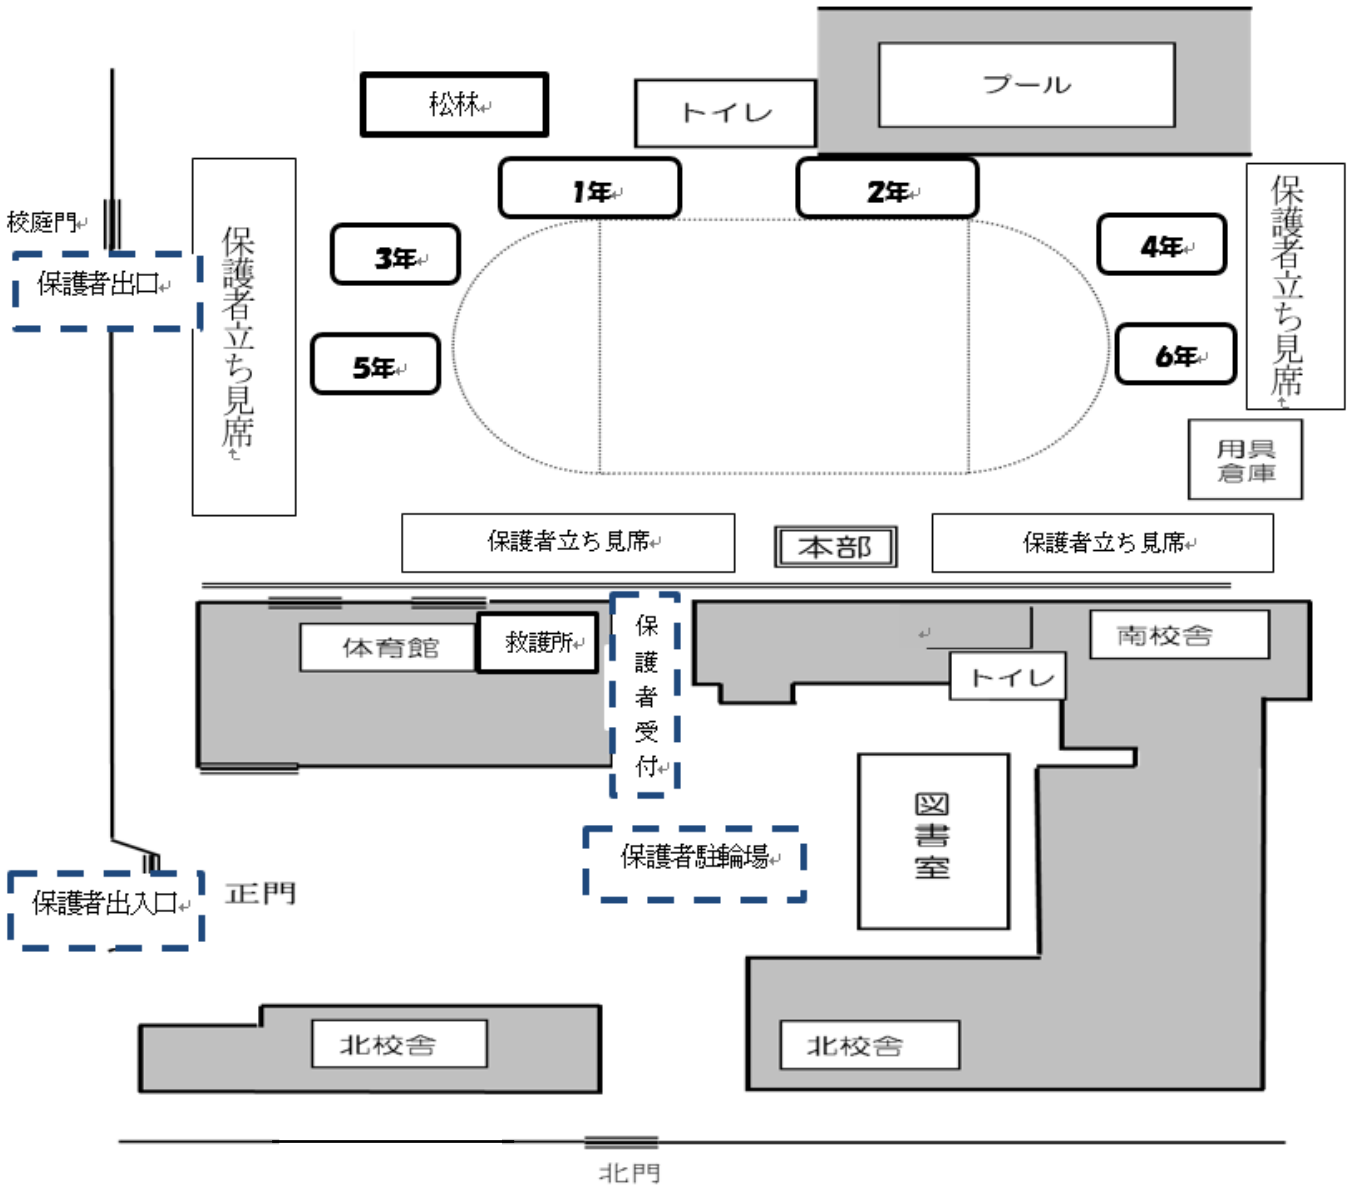 プール
松林
トイレ
1年
2年
校庭門
保護者出口
保護者立ち見席
3年
4年
保護者立ち見席
5年
6年
用具
倉庫
保護者立ち見席
本部
保護者立ち見席
体育館
救護所
保護者受付
南校舎
トイレ
図書室
保護者駐輪場
保護者出入口
正門
北校舎
北校舎
北門